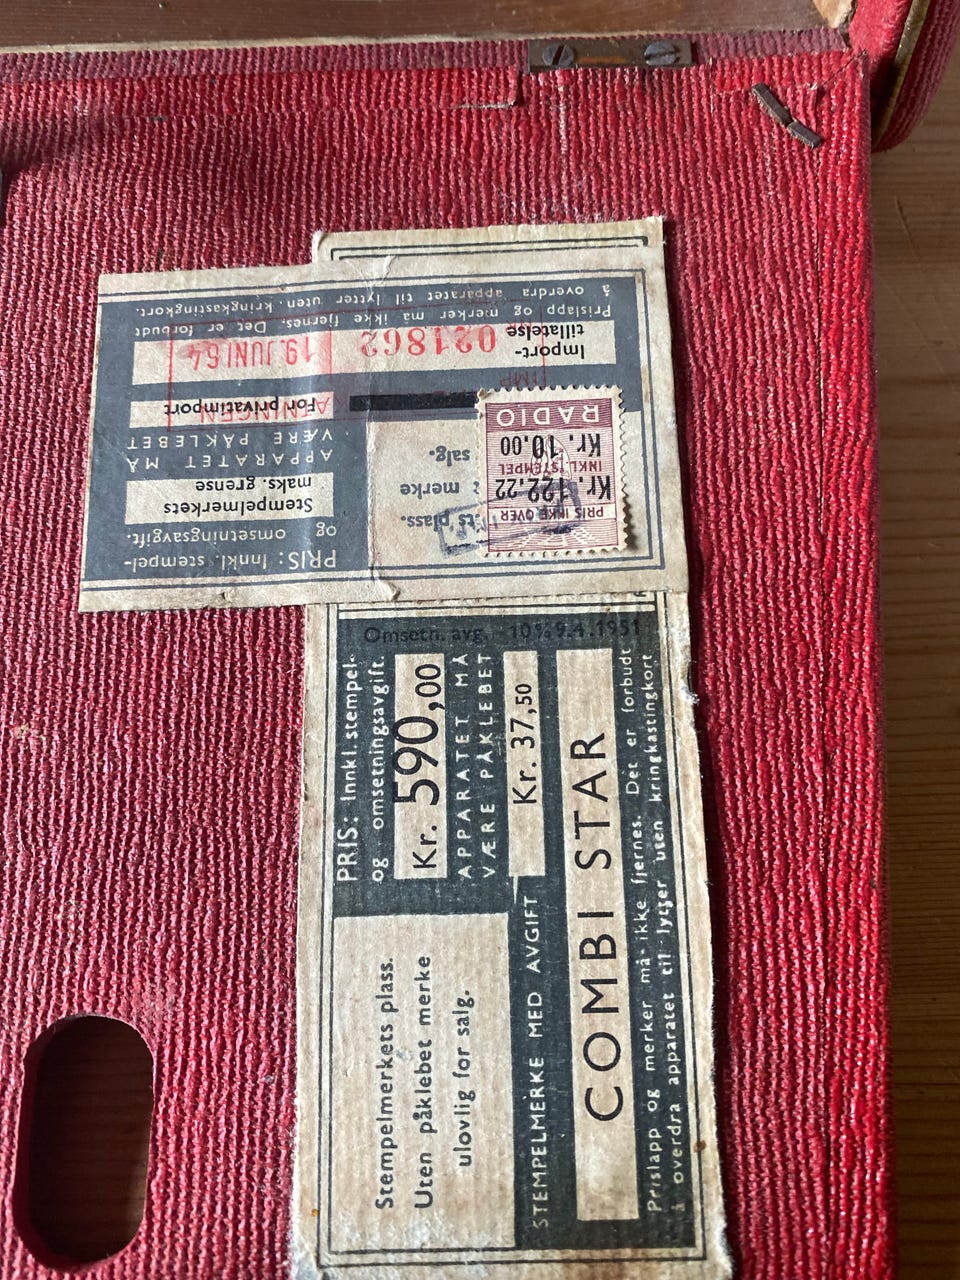 PRIS: Innkl. stempel-
og omsetningsavgift.
Stempelmerkets
maks. grense
APPARATET MÅ
VÆRE PÅKLEBET
For privatimport
ATNINGEN
IMP
Import-
tillatelse
021862
19. JUNI 64
Prislapp og merker må ikke fjernes. Det er forbudt
å overdra apparatet til lytter uten kringkastingkort.
ts plass.
merke
salg.
PRIS IKKE OVER
Kr. 122.22
INKL. STEMPEL
Kr. 10.00
RADIO
Omsetn. avg. 10% 9.4.1951
PRIS: Innkl. stempel-
og omsetningsavgift.
Kr. 590,00
APPARATET MÅ
VÆRE PÅKLEBET
Kr. 37,50
Stempelmerkets plass.
Uten påklebet merke
ulovlig for salg.
STEMPELMERKE MED AVGIFT
COMBI STAR
Prislapp og merker må ikke fjernes. Det er forbudt
å overdra apparatet til lytter uten kringkastingkort